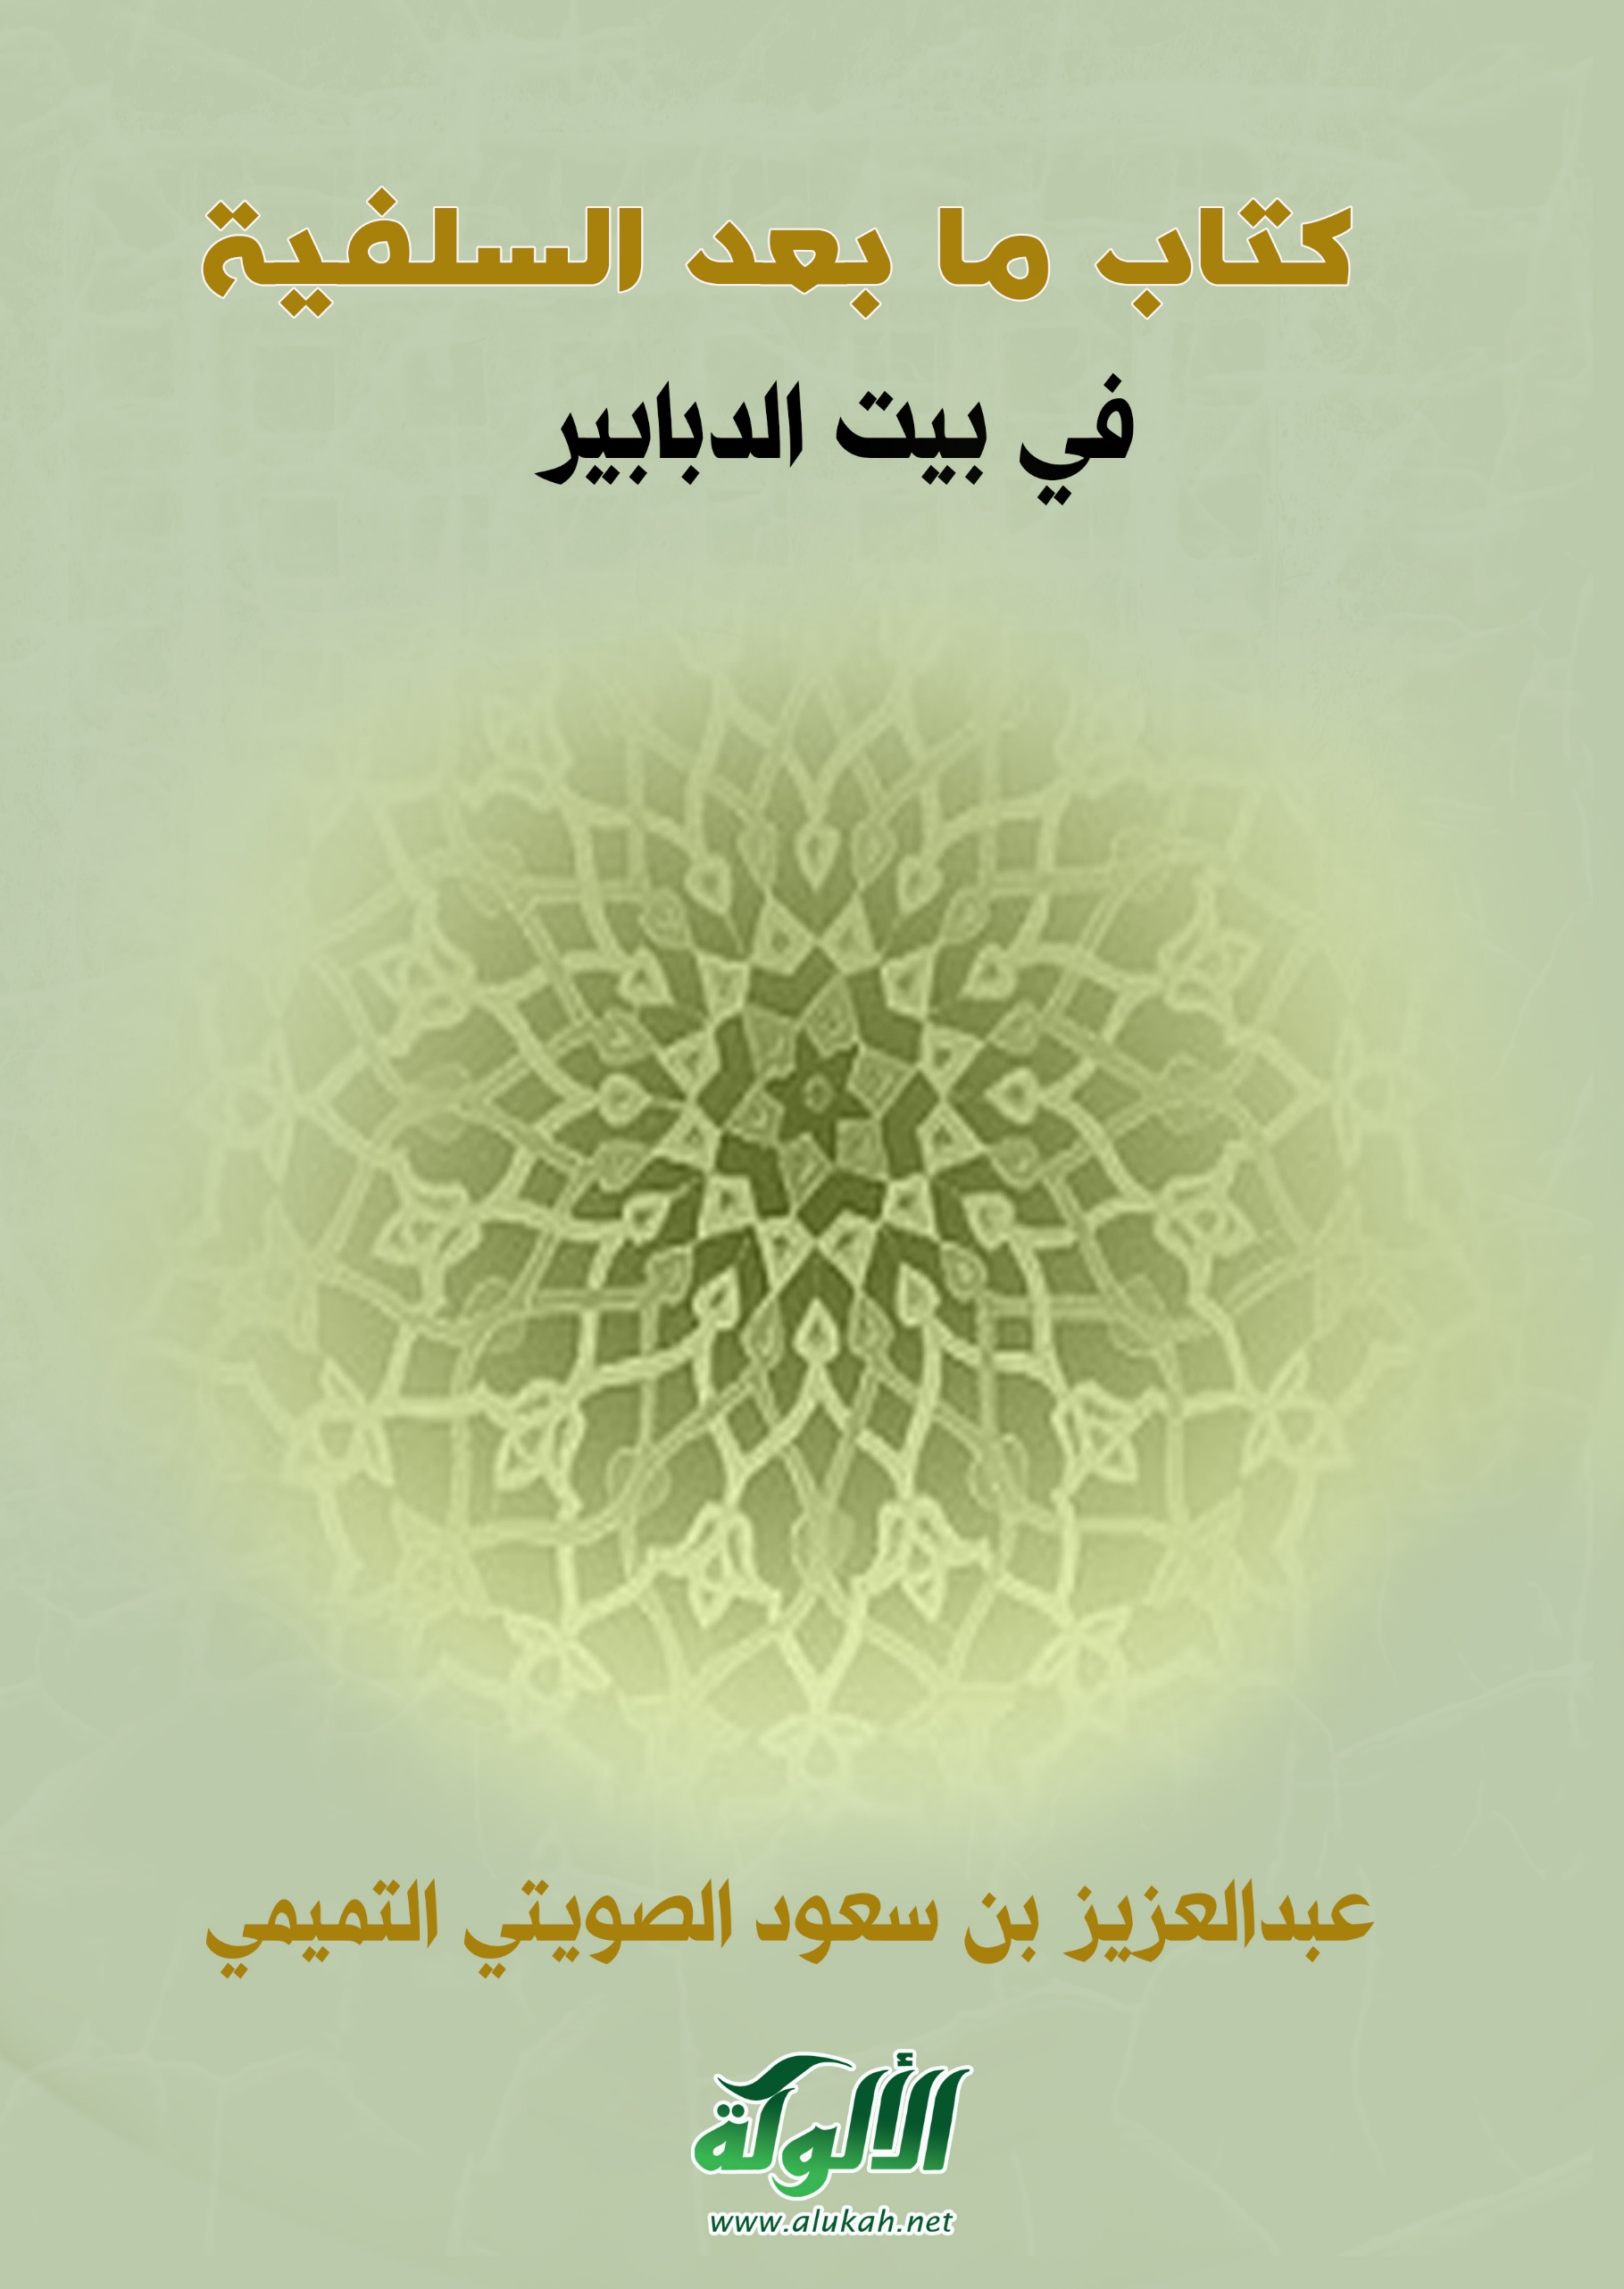 كتاب ما بعد السلفية
في بيت الدبابير
عبدالعزيز بن سعود الصويتي التميمي
الألوكة
www.alukah.net